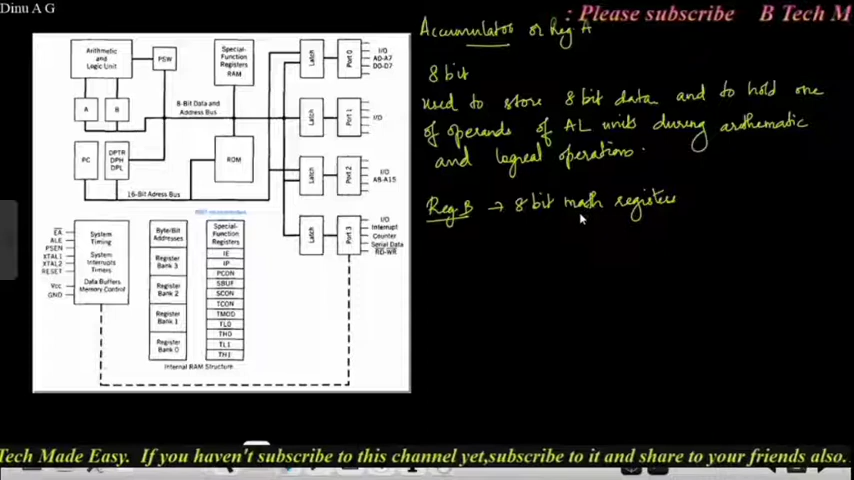 Dinu A G
: Please subscribe B Tech M
Arithmetic
and
Logic Unit
PSW
Special-
Function
Registers
RAM
Latch
Port 0
I/O
A0-A7
D0-D7
A
B
8-Bit Data and
Address Bus
Latch
Port 1
I/O
PC
DPTR
DPH
DPL
ROM
Latch
Port 2
I/O
A8-A15
16-Bit Adress Bus
Latch
Port 3
I/O
Interrupt
Counter
Serial Data
RD-WR
EA
ALE
PSEN
XTAL1
XTAL2
RESET
Vcc
GND
System
Timing
System
Interrupts
Timers
Data Buffers
Memory Control
Byte/Bit
Addresses
Register
Bank 3
Register
Bank 2
Register
Bank 1
Register
Bank 0
Special-
Function
Registers
IE
IP
PCON
SBUF
SCON
TCON
TMOD
TL0
TH0
TL1
TH1
Internal RAM Structure
Accumulator or Reg A
8 bit
used to store 8 bit data and to hold one
of operands of AL units during arithematic
and logical operations.
Reg B → 8 bit math registers
Tech Made Easy. If you haven't subscribe to this channel yet,subscribe to it and share to your friends also.